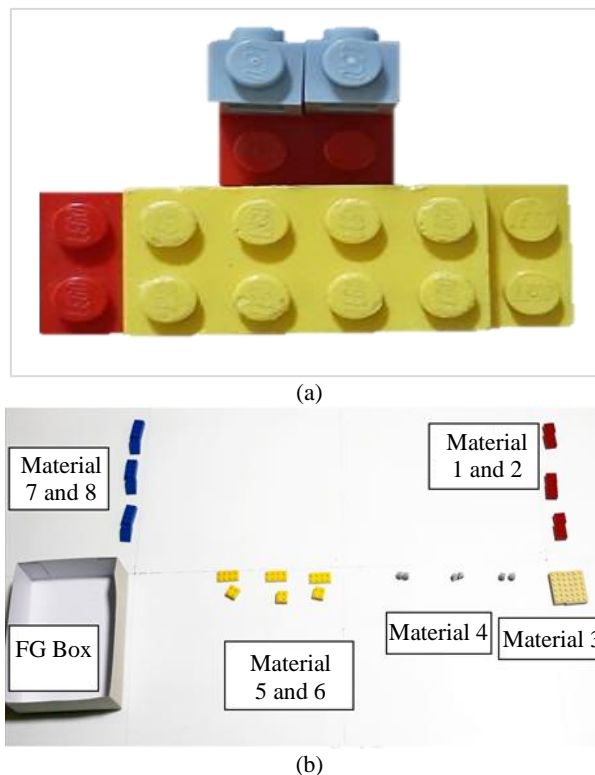 (a)
Material
7 and 8
Material
1 and 2
FG Box
Material
5 and 6
Material 4
Material 3
(b)